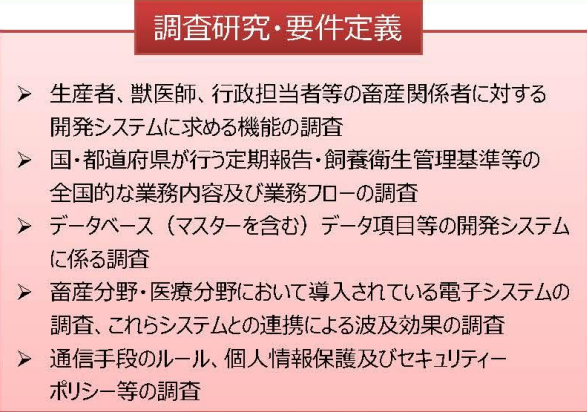 調査研究・要件定義
➢ 生産者、獣医師、行政担当者等の畜産関係者に対する
開発システムに求める機能の調査
➢ 国・都道府県が行う定期報告・飼養衛生管理基準等の
全国的な業務内容及び業務フローの調査
➢ データベース（マスターを含む）データ項目等の開発システム
に係る調査
➢ 畜産分野・医療分野において導入されている電子システムの
調査、これらシステムとの連携による波及効果の調査
➢ 通信手段のルール、個人情報保護及びセキュリティー
ポリシー等の調査